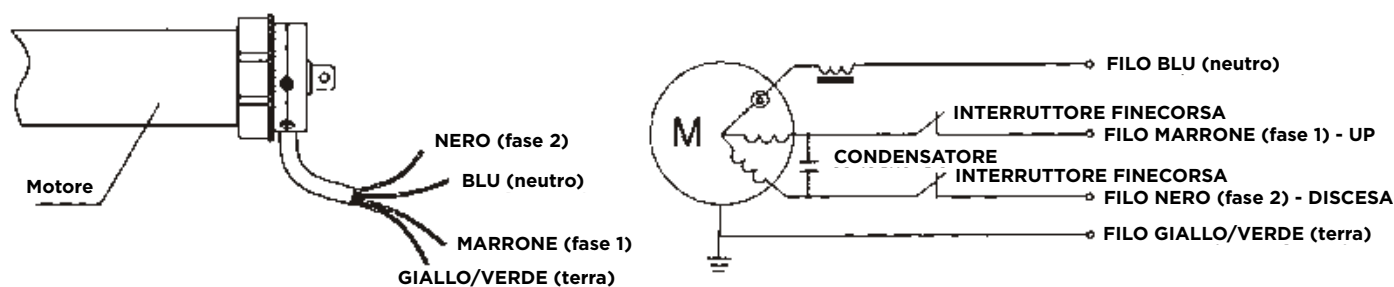 NERO (fase 2)
BLU (neutro)
Motore
MARRONE (fase 1)
GIALLO/VERDE (terra)
M
FILO BLU (neutro)
INTERRUTTORE FINECORSA
FILO MARRONE (fase 1) - UP
CONDENSATORE
INTERRUTTORE FINECORSA
FILO NERO (fase 2) - DISCESA
FILO GIALLO/VERDE (terra)